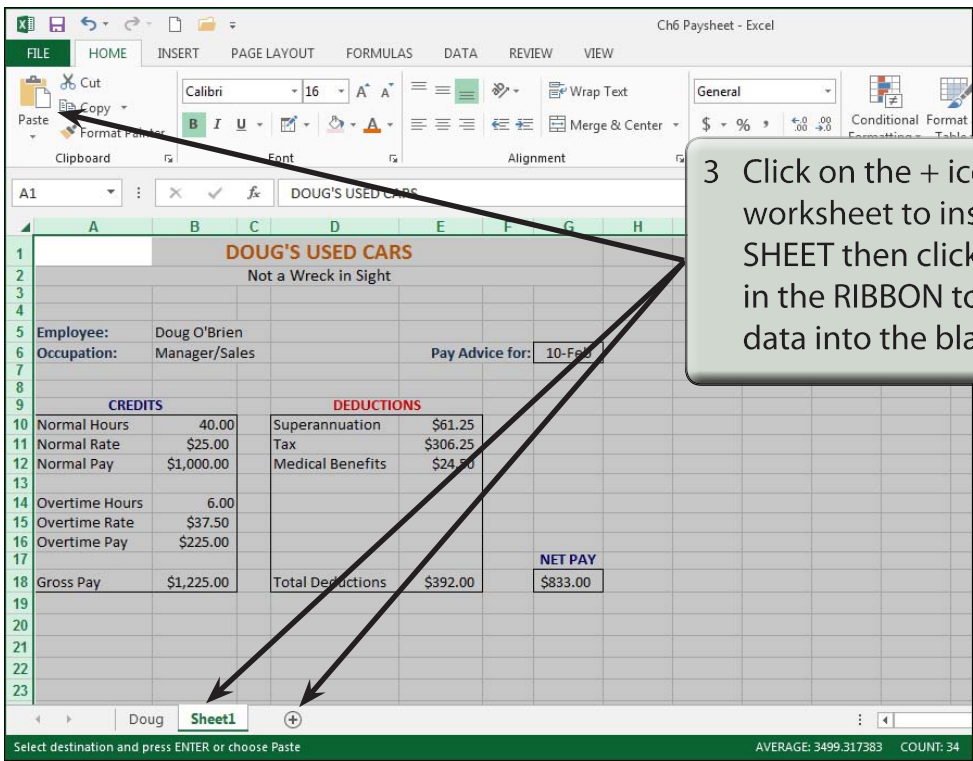 Ch6 Paysheet - Excel
FILE HOME INSERT PAGE LAYOUT FORMULAS DATA REVIEW VIEW
Cut
Calibri 16 A A Wrap Text General
Copy
Paste Conditional Format
Format Painter B I U A Merge & Center $ % , .00 .00
Formatting Table
Clipboard Font Alignment
3 Click on the + ic
worksheet to ins
SHEET then click
in the RIBBON to
data into the bla
A1 fx DOUG'S USED CARS
A B C D E F G H
1 DOUG'S USED CARS
2 Not a Wreck in Sight
3
4
5 Employee: Doug O'Brien
6 Occupation: Manager/Sales Pay Advice for: 10-Feb
7
8
9 CREDITS DEDUCTIONS
10 Normal Hours 40.00 Superannuation $61.25
11 Normal Rate $25.00 Tax $306.25
12 Normal Pay $1,000.00 Medical Benefits $24.50
13
14 Overtime Hours 6.00
15 Overtime Rate $37.50
16 Overtime Pay $225.00
17 NET PAY
18 Gross Pay $1,225.00 Total Deductions $392.00 $833.00
19
20
21
22
23
Doug Sheet1
Select destination and press ENTER or choose Paste AVERAGE: 3499.317383 COUNT: 34